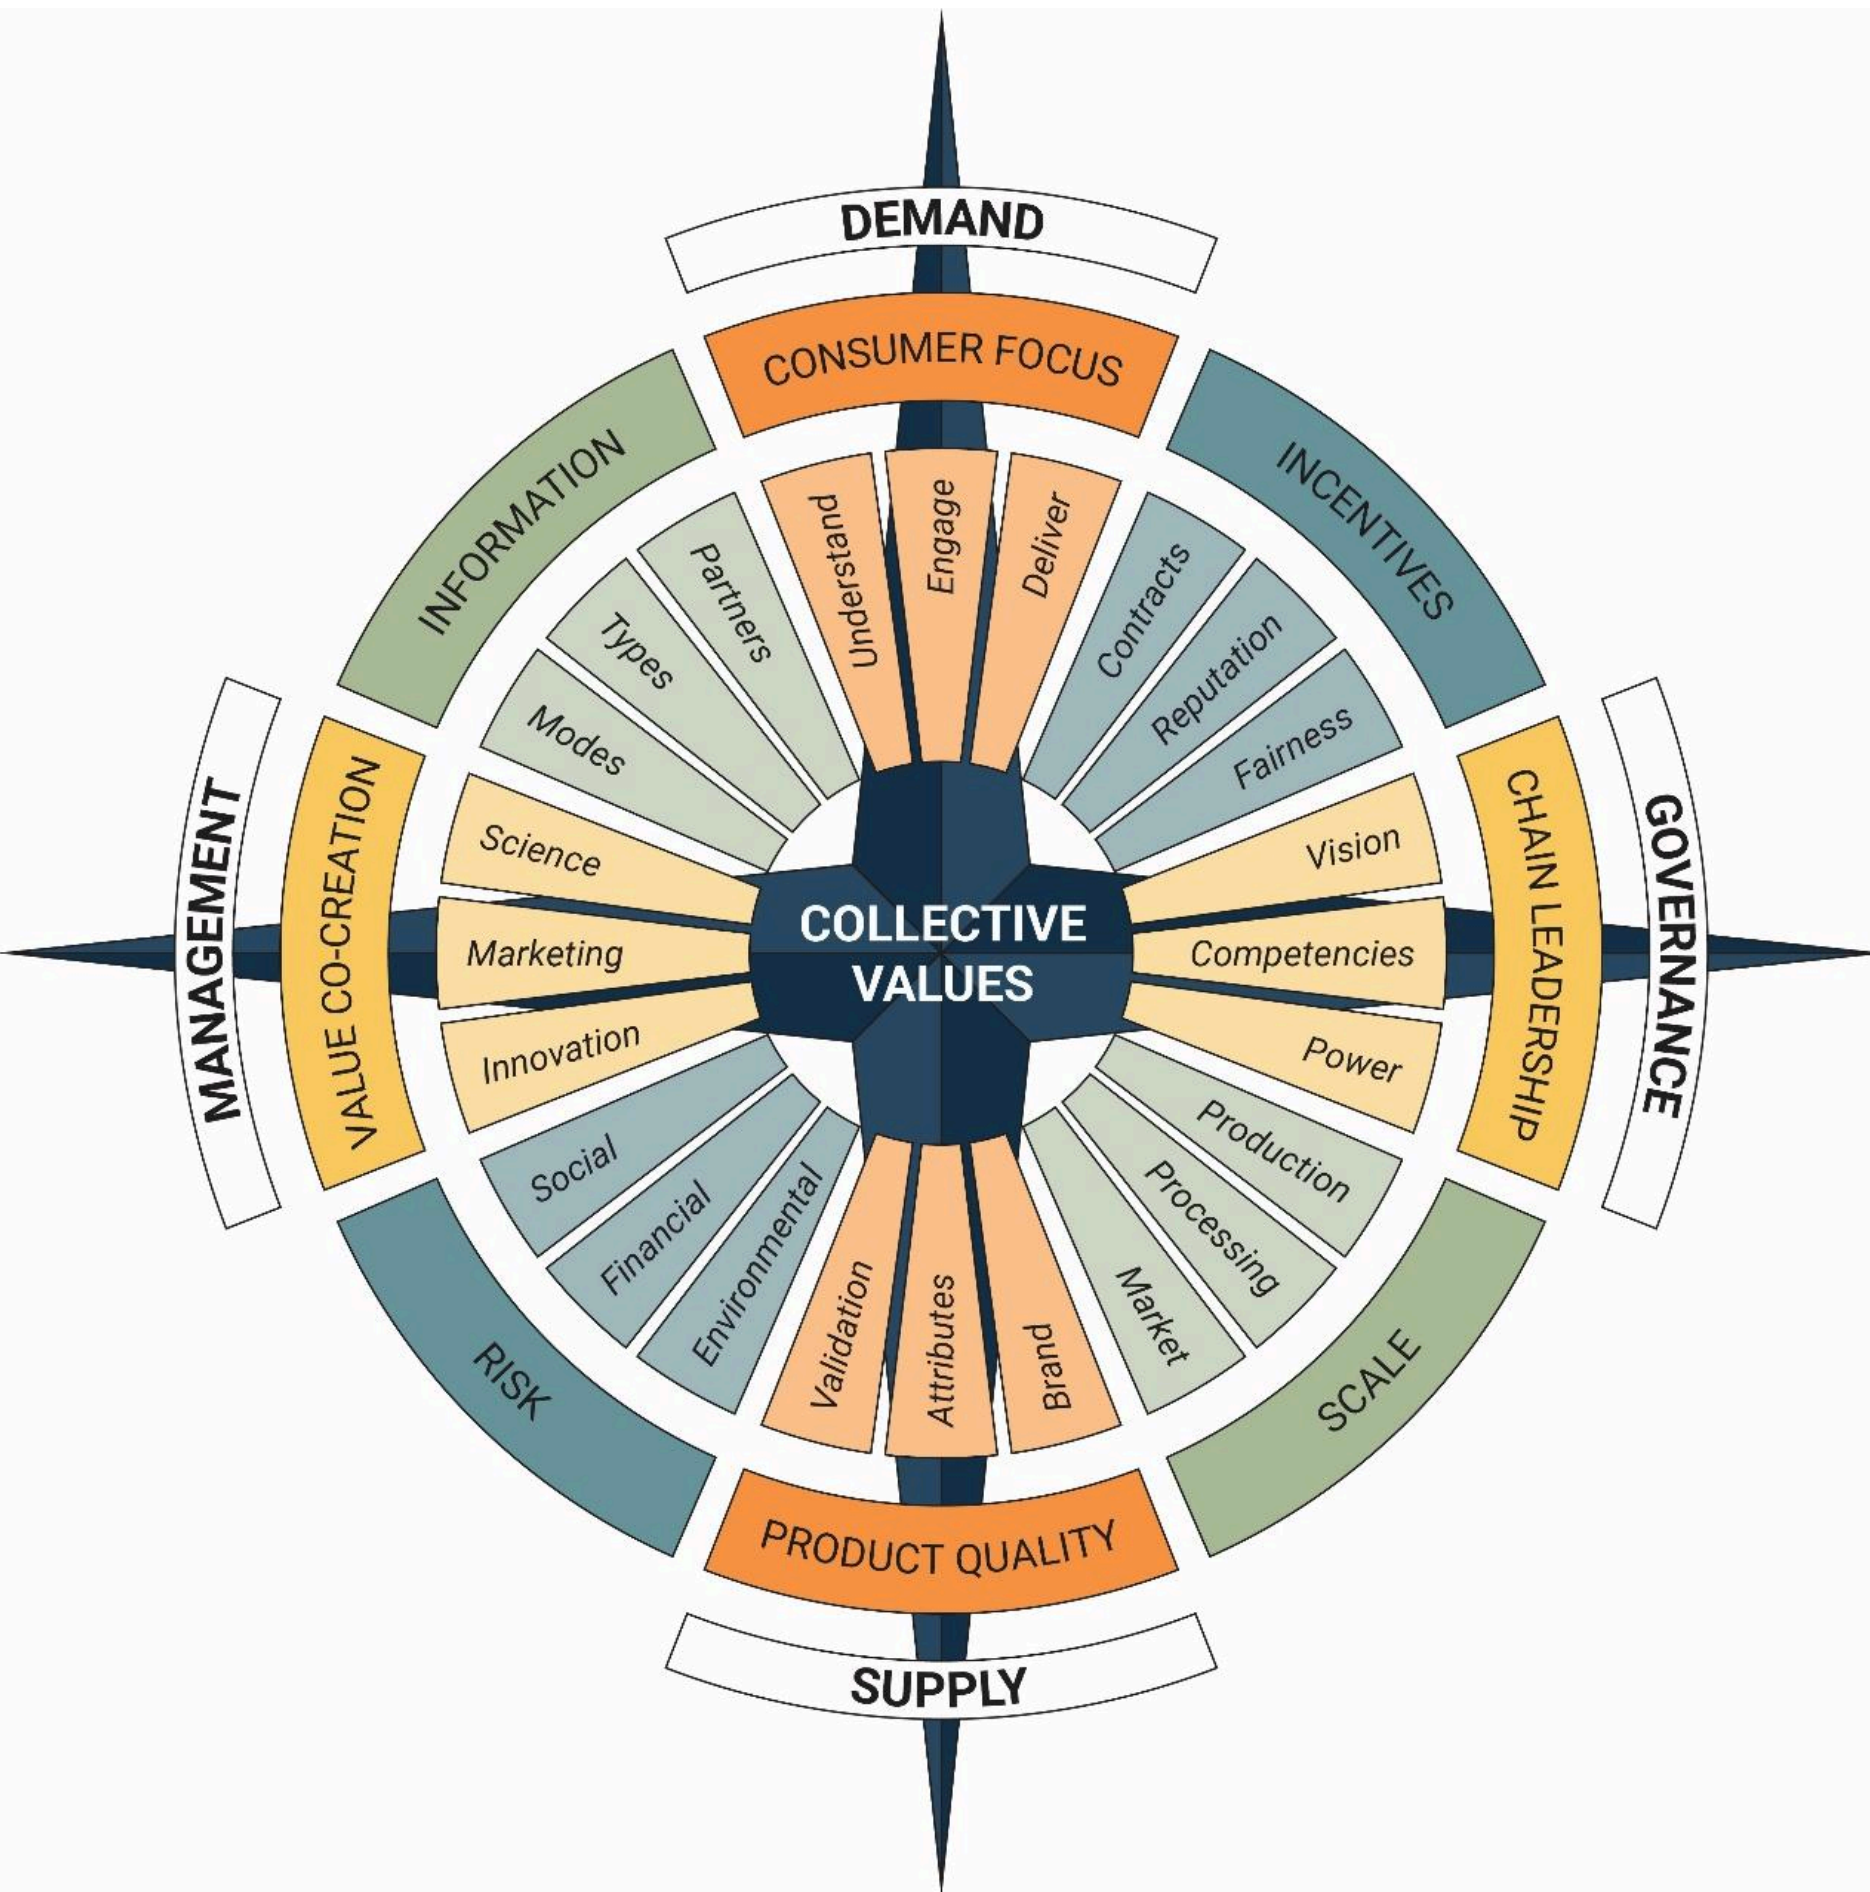 DEMAND
CONSUMER FOCUS
Understand
Engage
Deliver
INCENTIVES
Contracts
Reputation
Fairness
GOVERNANCE
CHAIN LEADERSHIP
Vision
Competencies
Power
SCALE
Production
Processing
Market
SUPPLY
PRODUCT QUALITY
Brand
Attributes
Validation
RISK
Environmental
Financial
Social
MANAGEMENT
VALUE CO-CREATION
Innovation
Marketing
Science
INFORMATION
Modes
Types
Partners
COLLECTIVE
VALUES